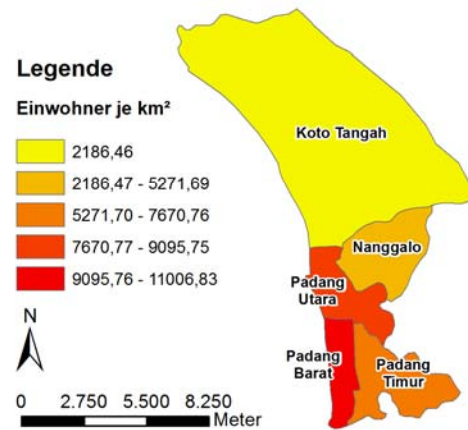 Legende
Einwohner je km²
2186,46
2186,47 - 5271,69
5271,70 - 7670,76
7670,77 - 9095,75
9095,76 - 11006,83
N
0 2.750 5.500 8.250
Meter
Koto Tangah
Nanggalo
Padang
Utara
Padang
Barat
Padang
Timur